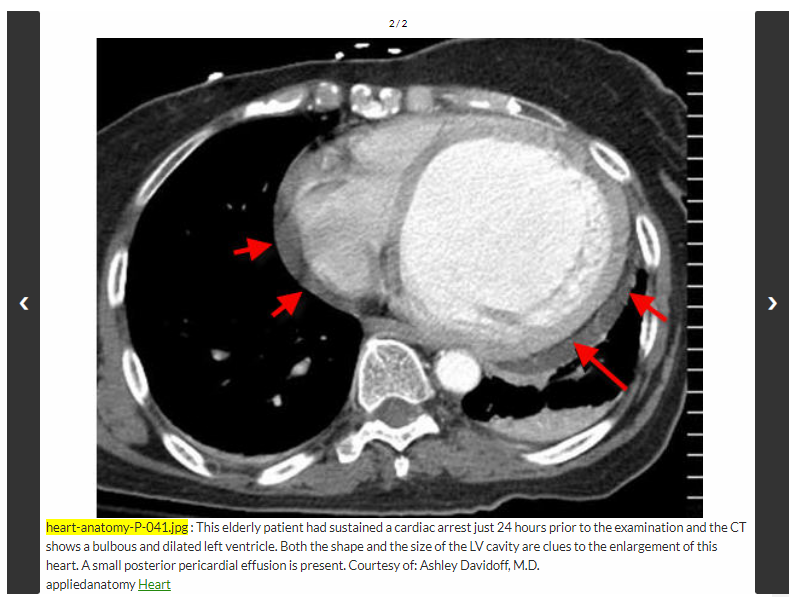 2/2
heart-anatomy-P-041.jpg : This elderly patient had sustained a cardiac arrest just 24 hours prior to the examination and the CT
shows a bulbous and dilated left ventricle. Both the shape and the size of the LV cavity are clues to the enlargement of this
heart. A small posterior pericardial effusion is present. Courtesy of: Ashley Davidoff, M.D.
appliedanatomy Heart